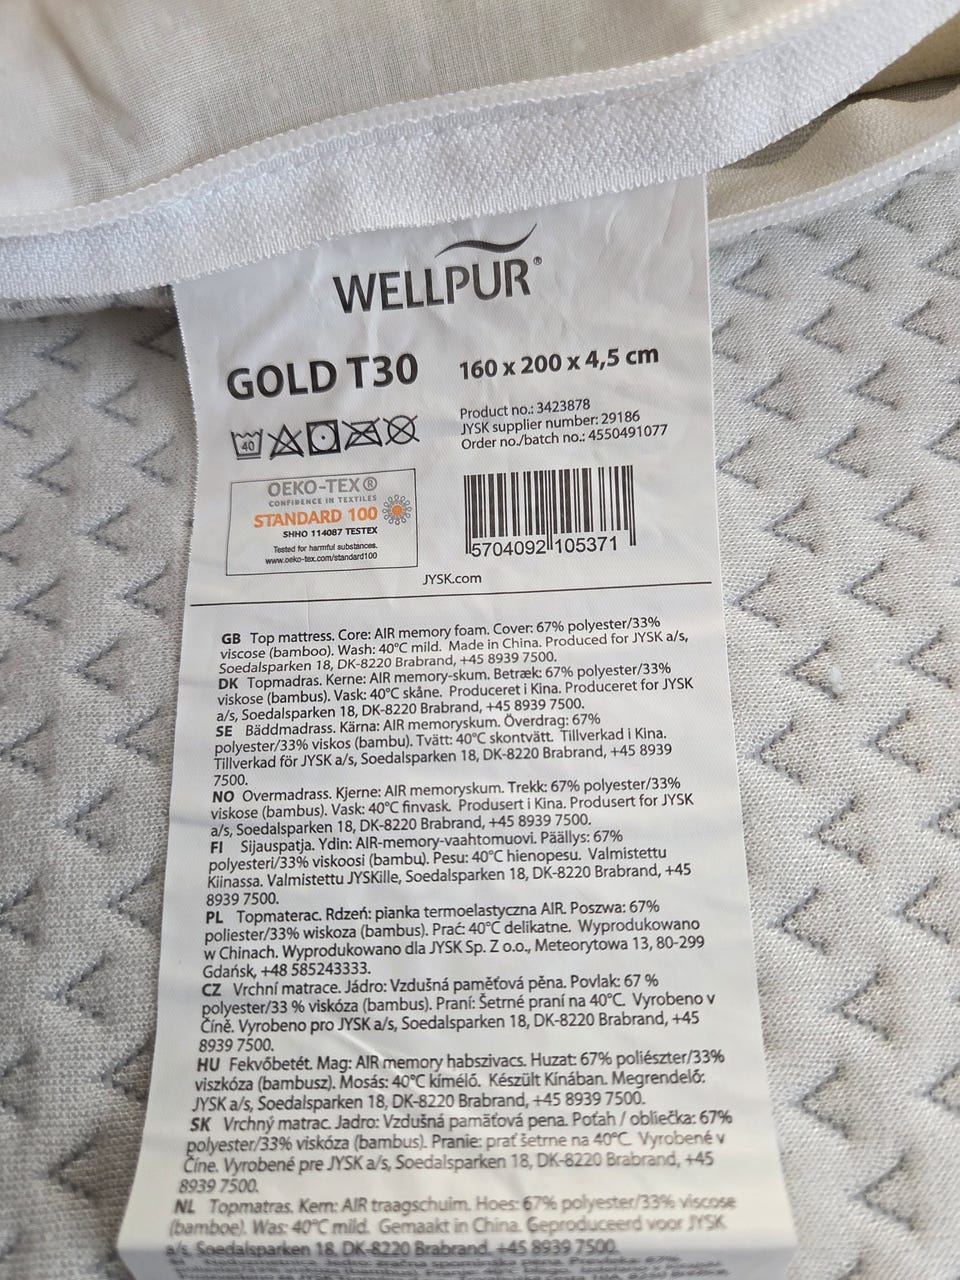 WELLPUR®
GOLD T30
160 x 200 x 4,5 cm
40
Product no.: 3423878
JYSK supplier number: 29186
Order no./batch no.: 4550491077
OEKO-TEX®
CONFIDENCE IN TEXTILES
STANDARD 100
SHHO 114087 TESTEX
Tested for harmful substances.
www.oeko-tex.com/standard100
5704092 105371
JYSK.com
GB Top mattress. Core: AIR memory foam. Cover: 67% polyester/33%
viscose (bamboo). Wash: 40°C mild. Made in China. Produced for JYSK a/s,
Soedalsparken 18, DK-8220 Brabrand, +45 8939 7500.
DK Topmadras. Kerne: AIR memory-skum. Betræk: 67% polyester/33%
viskose (bambus). Vask: 40°C skåne. Produceret i Kina. Produceret for JYSK
a/s, Soedalsparken 18, DK-8220 Brabrand, +45 8939 7500.
SE Bäddmadrass. Kärna: AIR memoryskum. Överdrag: 67%
polyester/33% viskos (bambu). Tvätt: 40°C skontvätt. Tillverkad i Kina.
Tillverkad för JYSK a/s, Soedalsparken 18, DK-8220 Brabrand, +45 8939
7500.
NO Overmadrass. Kjerne: AIR memoryskum. Trekk: 67% polyester/33%
viskose (bambus). Vask: 40°C finvask. Produsert i Kina. Produsert for JYSK
a/s, Soedalsparken 18, DK-8220 Brabrand, +45 8939 7500.
FI Sijauspatja. Ydin: AIR-memory-vaahtomuovi. Päällys: 67%
polyesteri/33% viskoosi (bambu). Pesu: 40°C hienopesu. Valmistettu
Kiinassa. Valmistettu JYSKille, Soedalsparken 18, DK-8220 Brabrand, +45
8939 7500.
PL Topmaterac. Rdzeń: pianka termoelastyczna AIR. Poszwa: 67%
poliester/33% wiskoza (bambus). Prać: 40°C delikatne. Wyprodukowano
w Chinach. Wyprodukowano dla JYSK Sp. Z o.o., Meteorytowa 13, 80-299
Gdańsk, +48 585243333.
CZ Vrchní matrace. Jádro: Vzdušná paměťová pěna. Povlak: 67 %
polyester/33 % viskóza (bambus). Praní: Šetrné praní na 40°C. Vyrobeno v
Číně. Vyrobeno pro JYSK a/s, Soedalsparken 18, DK-8220 Brabrand, +45
8939 7500.
HU Fekvőbetét. Mag: AIR memory habszivacs. Huzat: 67% poliészter/33%
viszkóza (bambusz). Mosás: 40°C kímélő. Készült Kínában. Megrendelő:
JYSK a/s, Soedalsparken 18, DK-8220 Brabrand, +45 8939 7500.
SK Vrchný matrac. Jadro: Vzdušná pamäťová pena. Poťah / obliečka: 67%
polyester/33% viskóza (bambus). Pranie: prať šetrne na 40°C. Vyrobené v
Číne. Vyrobené pre JYSK a/s, Soedalsparken 18, DK-8220 Brabrand, +45
8939 7500.
NL Topmatras. Kern: AIR traagschuim. Hoes: 67% polyester/33% viscose
(bamboe). Was: 40°C mild. Gemaakt in China. Geproduceerd voor JYSK
a/s, Soedalsparken 18, DK-8220 Brabrand, +45 8939 7500.